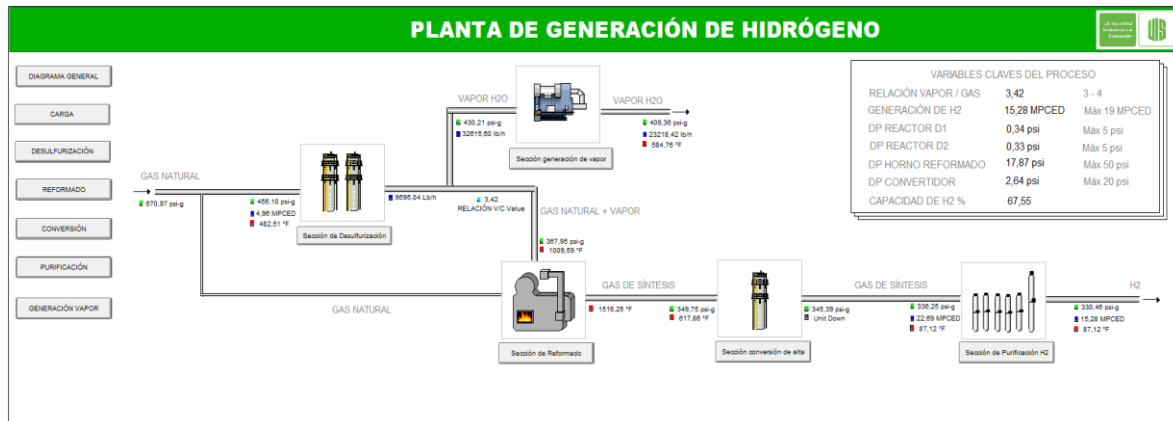 PLANTA DE GENERACIÓN DE HIDRÓGENO
Universidad
Industrial de
Santander
UIS
DIAGRAMA GENERAL
CARGA
DESULFURIZACIÓN
REFORMADO
CONVERSIÓN
PURIFICACIÓN
GENERACIÓN VAPOR
VARIABLES CLAVES DEL PROCESO
RELACIÓN VAPOR / GAS 3,42 3 - 4
GENERACIÓN DE H2 15,28 MPCED Máx 19 MPCED
DP REACTOR D1 0,34 psi Máx 5 psi
DP REACTOR D2 0,33 psi Máx 5 psi
DP HORNO REFORMADO 17,87 psi Máx 50 psi
DP CONVERTIDOR 2,64 psi Máx 20 psi
CAPACIDAD DE H2 % 67,55
VAPOR H2O
VAPOR H2O
430,21 psi-g
32615,60 lb/h
409,36 psi-g
23218,42 lb/h
584,76 °F
Sección generación de vapor
GAS NATURAL
670,97 psi-g
456,10 psi-g
4,96 MPCED
482,51 °F
Sección de Desulfurización
9595,04 Lb/h
3,42
RELACIÓN V/C.Value
GAS NATURAL + VAPOR
367,95 psi-g
1009,59 °F
GAS NATURAL
Sección de Reformado
GAS DE SÍNTESIS
1516,25 °F
349,75 psi-g
617,86 °F
Sección conversión de alta
GAS DE SÍNTESIS
345,39 psi-g
Unit Down
336,25 psi-g
22,69 MPCED
87,12 °F
Sección de Purificación H2
H2
330,46 psi-g
15,28 MPCED
87,12 °F